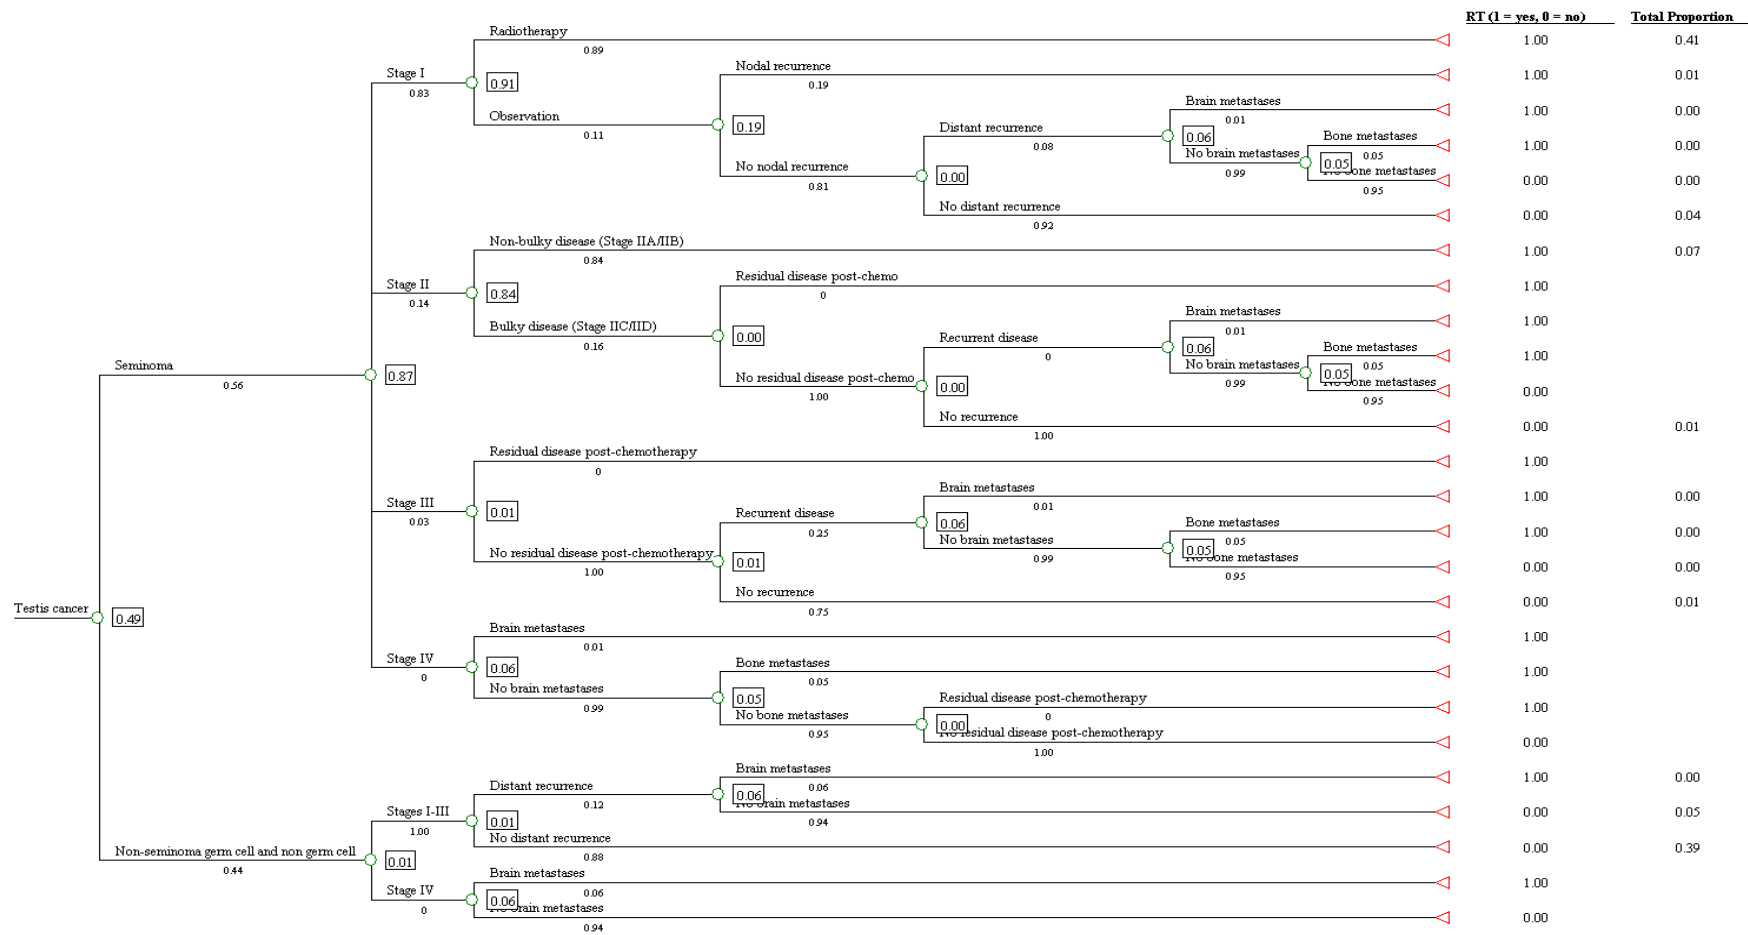 RT (1 = yes, 0 = no) Total Proportion
Radiotherapy 1.00 0.41
0.89
Nodal recurrence 1.00 0.01
Stage I 0.91 0.19
0.83
Brain metastases 1.00 0.00
Observation 0.01
0.11 0.19 Distant recurrence 0.06 Bone metastases 1.00 0.00
0.08 No brain metastases 0.05 0.05
No nodal recurrence 0.00 0.99 bone metastases 0.00 0.00
0.81 0.95
No distant recurrence 0.00 0.04
0.92
Non-bulky disease (Stage IIA/IIB) 1.00 0.07
0.84
Stage II 0.84 Residual disease post-chemo 1.00
0.14 0
Brain metastases 1.00
Bulky disease (Stage IIC/IID) 0.01
0.16 0.00 Recurrent disease 0.06 Bone metastases 1.00
0 No brain metastases 0.05 0.05
Seminoma 0.87 No residual disease post-chemo 0.00 0.99 bone metastases 0.00
0.56 1.00 0.95
No recurrence 0.00 0.01
1.00
Residual disease post-chemotherapy 1.00
0
Stage III 0.01 Brain metastases 1.00 0.00
0.03 0.01
Recurrent disease 0.06 Bone metastases 1.00 0.00
0.25 No brain metastases 0.05
No residual disease post-chemotherapy 0.01 0.99 0.05 bone metastases 0.00 0.00
1.00 0.95
No recurrence 0.00 0.01
0.75
Testis cancer 0.49
Brain metastases 1.00
0.01
Stage IV 0.06 Bone metastases 1.00
0 0.05
No brain metastases 0.05 Residual disease post-chemotherapy 1.00
0.99 0
No bone metastases 0.00 residual disease post-chemotherapy 0.00
0.95 1.00
Brain metastases 1.00 0.00
Distant recurrence 0.06 0.06
0.12 brain metastases 0.00 0.05
Stages I-III 0.01 0.94
1.00
No distant recurrence 0.00 0.39
0.88
Non-seminoma germ cell and non germ cell 0.01
0.44
Brain metastases 1.00
Stage IV 0.06 0.06
0 brain metastases 0.00
0.94